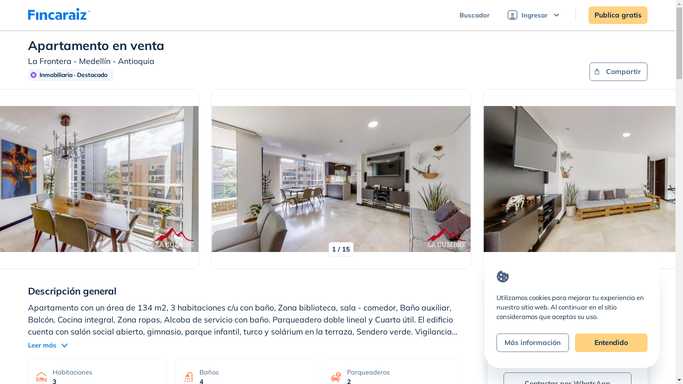 Fincaraiz
Buscador
Ingresar
Publica gratis
Apartamento en venta
La Frontera - Medellín - Antioquia
Inmobiliaria · Destacado
Compartir
LA CUMBRE
1 / 15
Descripción general
Apartamento con un área de 134 m2, 3 habitaciones c/u con baño, Zona biblioteca, sala - comedor, Baño auxiliar,
Balcón, Cocina integral, Zona ropas, Alcoba de servicio con baño. Parqueadero doble lineal y Cuarto útil. El edificio
cuenta con salón social abierto, gimnasio, parque infantil, turco y solárium en la terraza, Sendero verde. Vigilancia...
Leer más
Habitaciones
3
Baños
4
Parqueaderos
2
Utilizamos cookies para mejorar tu experiencia en
nuestro sitio web. Al continuar en el sitio
consideramos que aceptas su uso.
Más información
Entendido
Contactar por WhatsApp